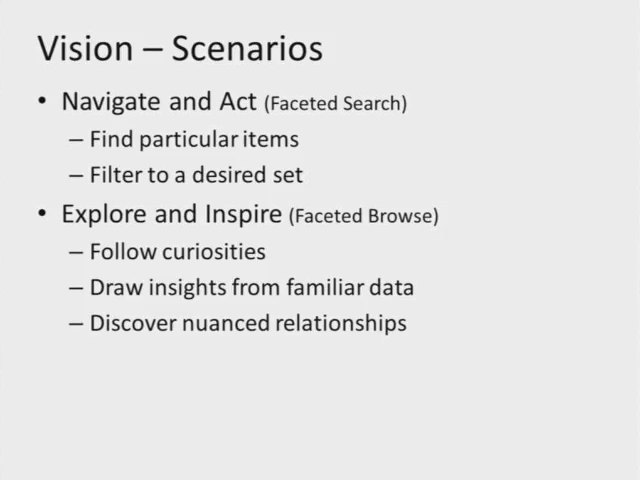 Vision – Scenarios
• Navigate and Act (Faceted Search)
– Find particular items
– Filter to a desired set
• Explore and Inspire (Faceted Browse)
– Follow curiosities
– Draw insights from familiar data
– Discover nuanced relationships